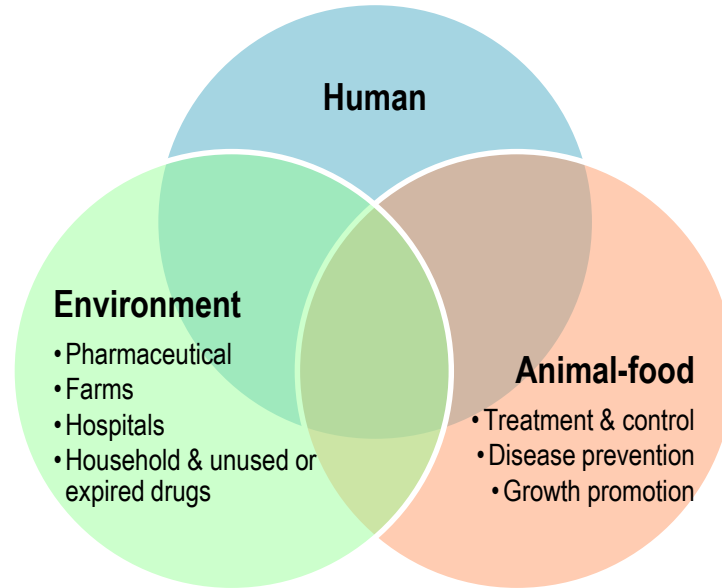 Human
Environment
• Pharmaceutical
• Farms
• Hospitals
• Household & unused or
expired drugs
Animal-food
• Treatment & control
• Disease prevention
• Growth promotion